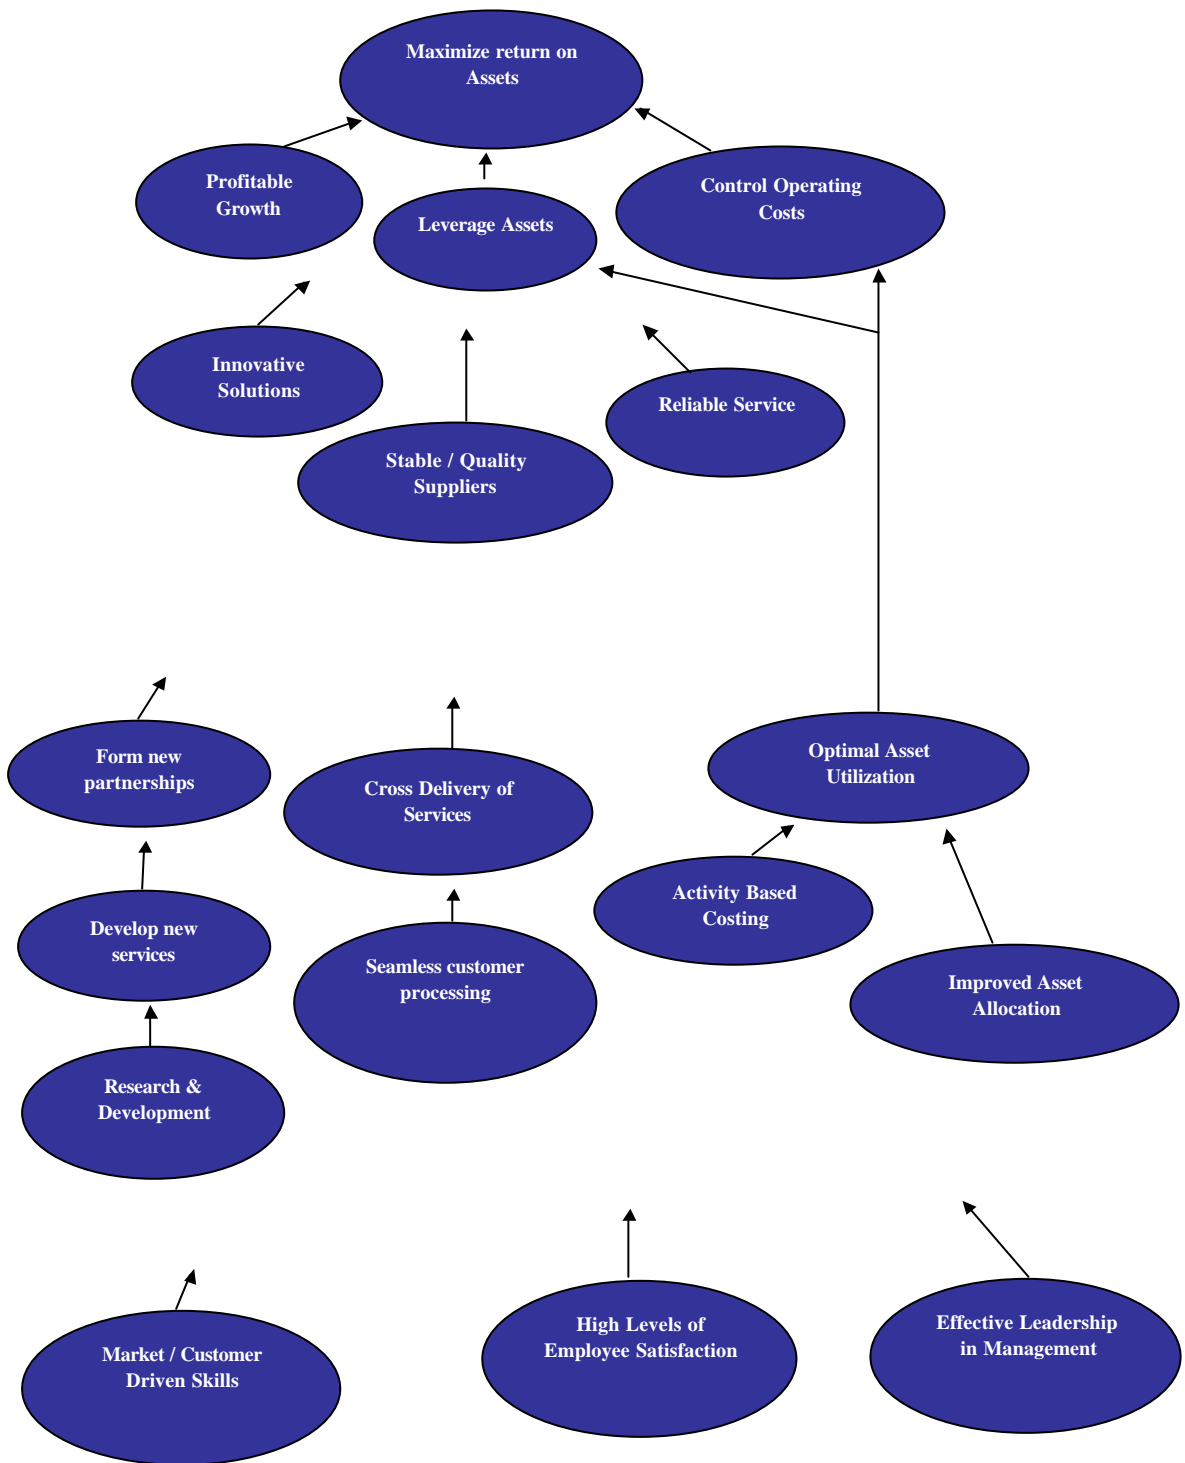 Maximize return on
Assets
Profitable
Growth
Leverage Assets
Control Operating
Costs
Innovative
Solutions
Stable / Quality
Suppliers
Reliable Service
Form new
partnerships
Cross Delivery of
Services
Optimal Asset
Utilization
Develop new
services
Seamless customer
processing
Activity Based
Costing
Improved Asset
Allocation
Research &
Development
Market / Customer
Driven Skills
High Levels of
Employee Satisfaction
Effective Leadership
in Management